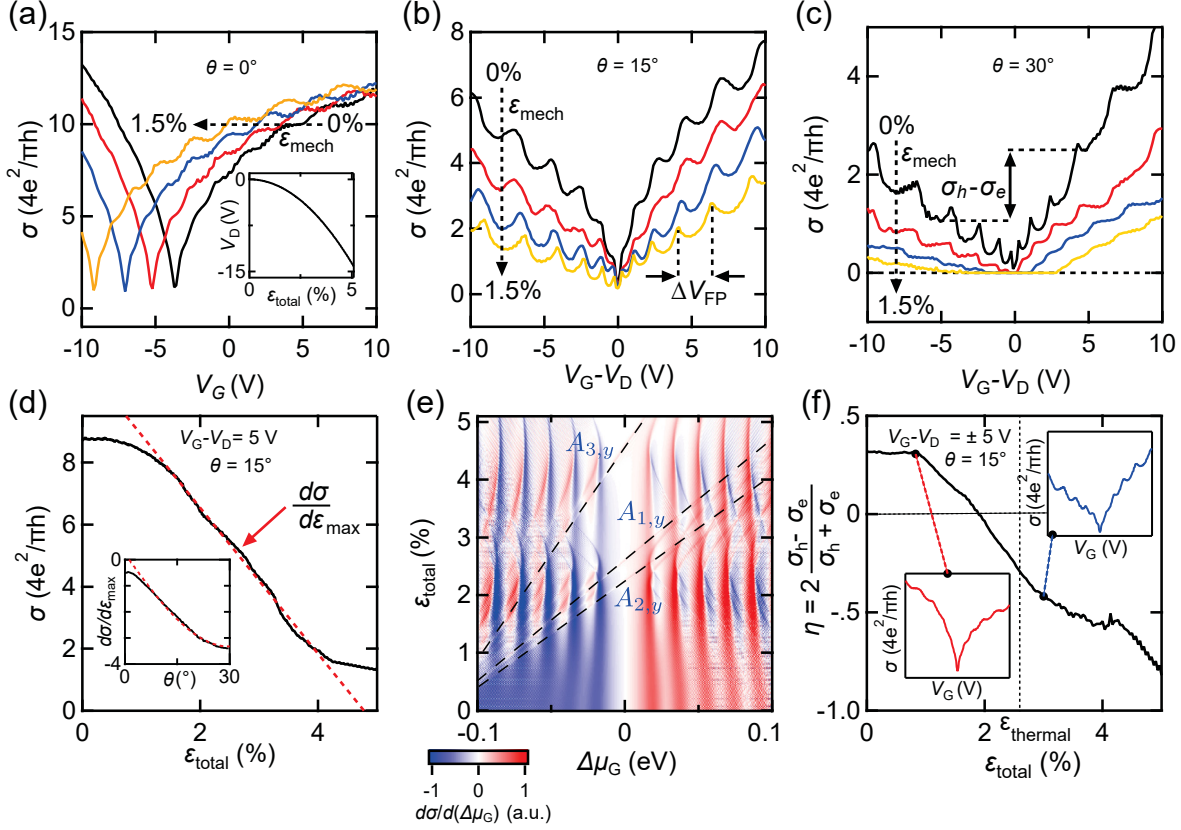 (a)
15
10
5
0
σ (4e²/πh)
θ = 0°
1.5%
0%
ε_mech
0
-15
V_D (V)
0
5
ε_total (%)
-10
-5
0
5
10
V_G (V)
(b)
8
6
4
2
0
σ (4e²/πh)
0%
ε_mech
θ = 15°
1.5%
ΔV_FP
-10
-5
0
5
10
V_G-V_D (V)
(c)
4
2
0
σ (4e²/πh)
θ = 30°
0%
ε_mech
σ_h-σ_e
1.5%
-10
-5
0
5
10
V_G-V_D (V)
(d)
8
4
0
σ (4e²/πh)
V_G-V_D = 5 V
θ = 15°
dσ/dε_max
0
-4
dσ/dε_max
0
30
θ(°)
0
2
4
ε_total (%)
(e)
5
4
3
2
1
0
ε_total (%)
A_3,y
A_1,y
A_2,y
-0.1
0.0
0.1
Δμ_G (eV)
-1
0
1
dσ/d(Δμ_G) (a.u.)
(f)
.5
0
-.5
-1.0
η = 2 (σ_h- σ_e)/(σ_h + σ_e)
V_G-V_D = ± 5 V
θ = 15°
σ (4e²/πh)
V_G (V)
σ (4e²/πh)
V_G (V)
0
2
4
ε_thermal
ε_total (%)